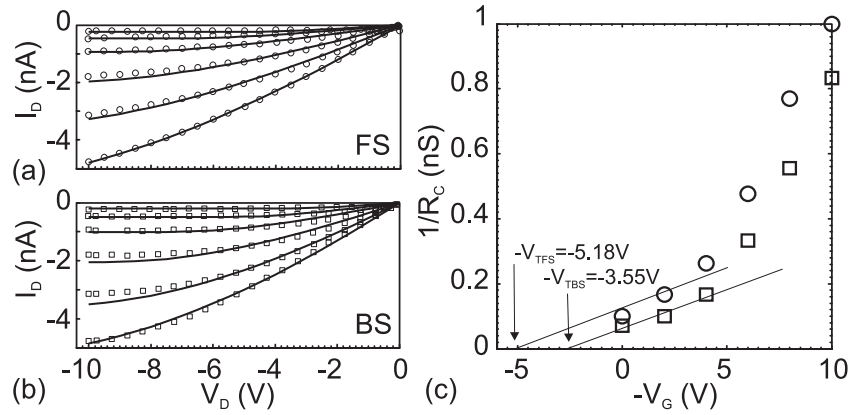 0
-2
-4
I_D (nA)
FS
(a)
0
-2
-4
I_D (nA)
BS
-10 -8 -6 -4 -2 0
(b)
V_D (V)
1
0.8
0.6
0.4
0.2
0
1/R_C (nS)
-V_TFS=-5.18V
-V_TBS=-3.55V
-5 0 5 10
(c)
-V_G (V)